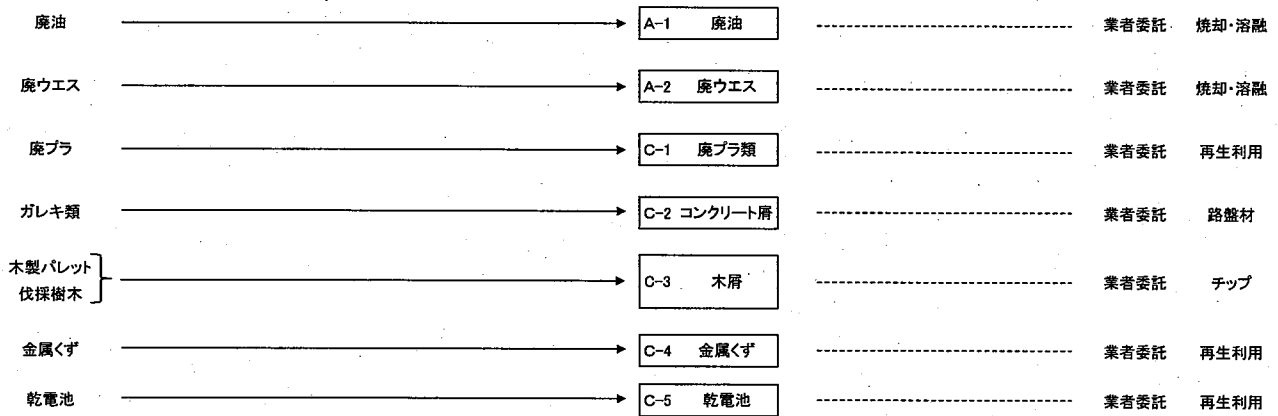 廃油 A-1 廃油 業者委託 焼却・溶融
廃ウエス A-2 廃ウエス 業者委託 焼却・溶融
廃プラ C-1 廃プラ類 業者委託 再生利用
ガレキ類 C-2 コンクリート屑 業者委託 路盤材
木製パレット
伐採樹木 C-3 木屑 業者委託 チップ
金属くず C-4 金属くず 業者委託 再生利用
乾電池 C-5 乾電池 業者委託 再生利用